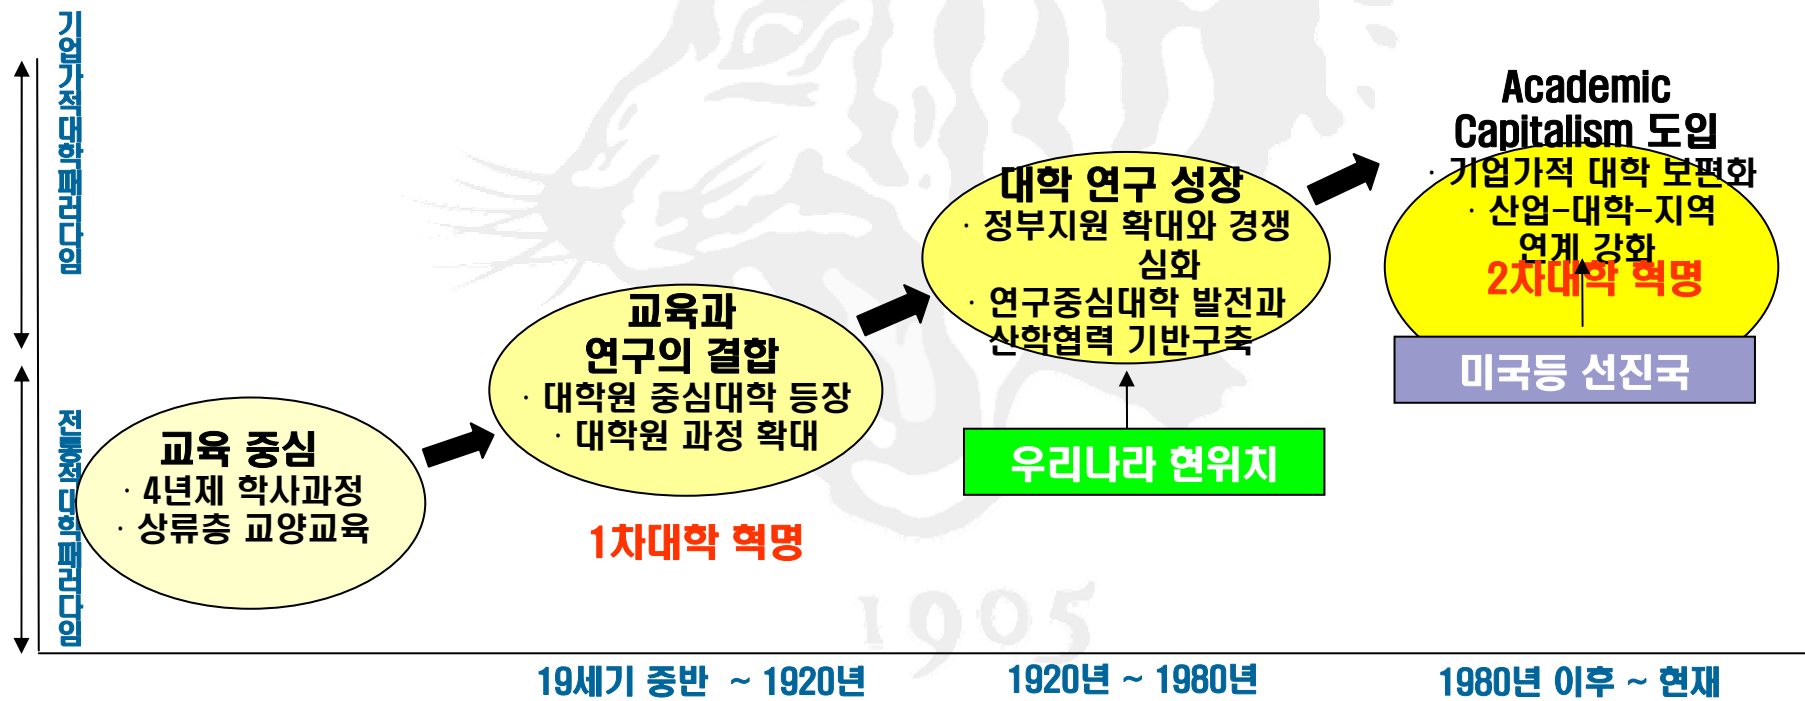 기업가적대학패러다임
전통적대학패러다임
교육 중심
· 4년제 학사과정
· 상류층 교양교육
교육과
연구의 결합
· 대학원 중심대학 등장
· 대학원 과정 확대
1차대학 혁명
대학 연구 성장
· 정부지원 확대와 경쟁
심화
· 연구중심대학 발전과
산학협력 기반구축
우리나라 현위치
Academic
Capitalism 도입
· 기업가적 대학 보편화
· 산업-대학-지역
연계 강화
2차대학 혁명
미국등 선진국
1905
19세기 중반 ~ 1920년
1920년 ~ 1980년
1980년 이후 ~ 현재